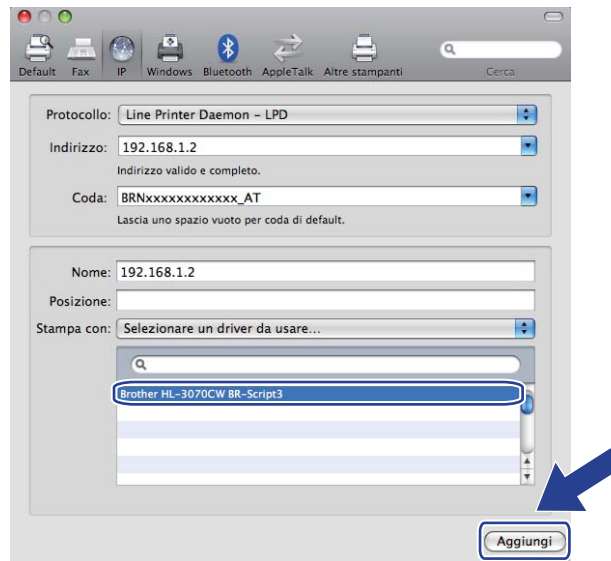 Default Fax IP Windows Bluetooth AppleTalk Altre stampanti Cerca
Protocollo: Line Printer Daemon – LPD
Indirizzo: 192.168.1.2
Indirizzo valido e completo.
Coda: BRNxxxxxxxxxxxx_AT
Lascia uno spazio vuoto per coda di default.
Nome: 192.168.1.2
Posizione:
Stampa con: Selezionare un driver da usare...
Brother HL-3070CW BR-Script3
Aggiungi